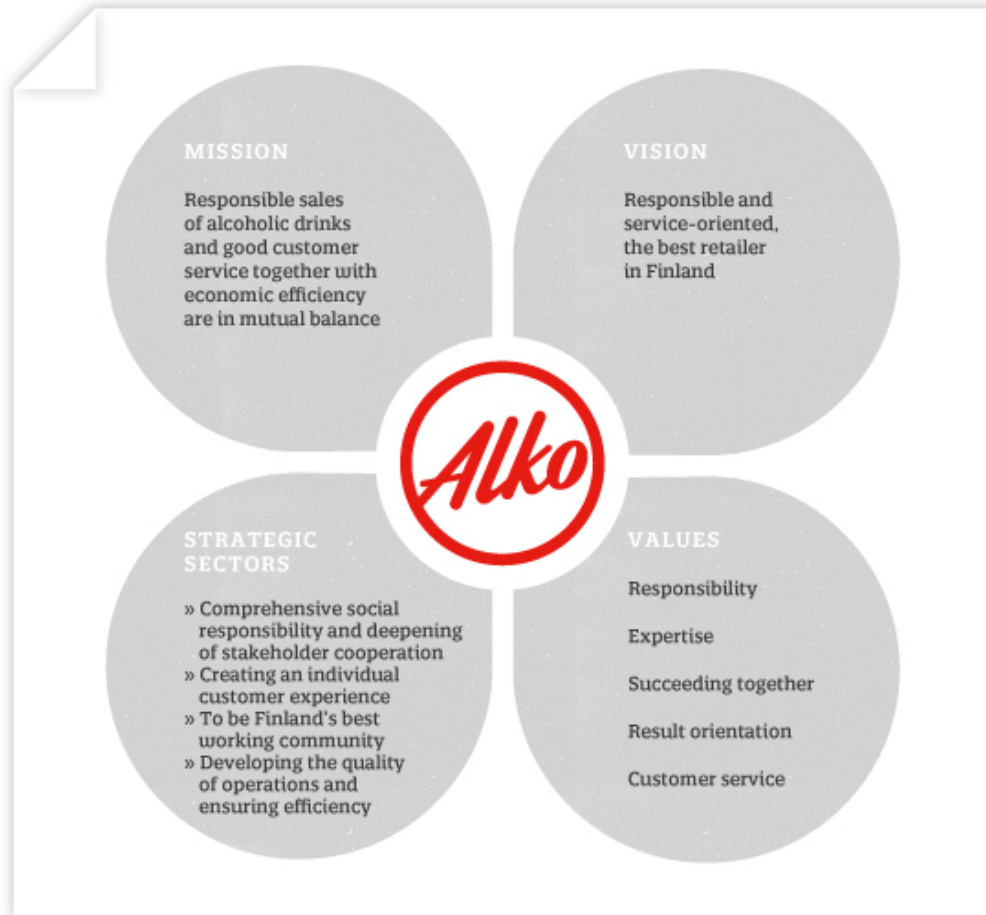 MISSION
Responsible sales
of alcoholic drinks
and good customer
service together with
economic efficiency
are in mutual balance
VISION
Responsible and
service-oriented,
the best retailer
in Finland
Alko
STRATEGIC
SECTORS
» Comprehensive social
responsibility and deepening
of stakeholder cooperation
» Creating an individual
customer experience
» To be Finland's best
working community
» Developing the quality
of operations and
ensuring efficiency
VALUES
Responsibility
Expertise
Succeeding together
Result orientation
Customer service